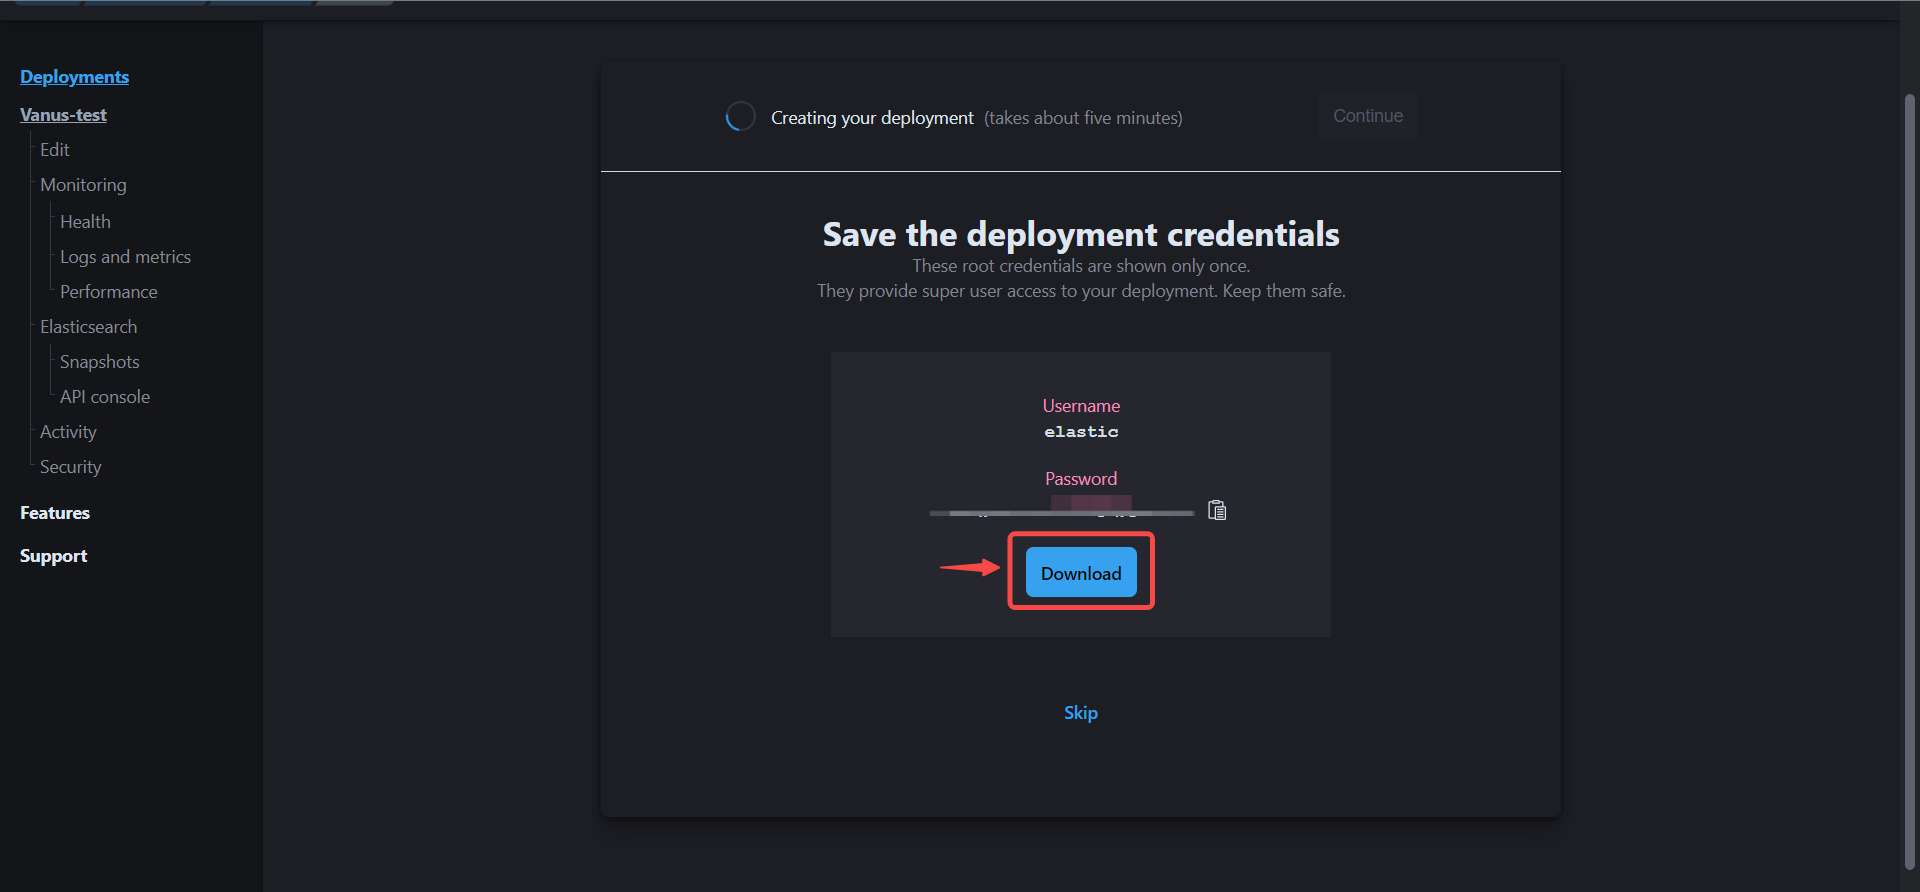 Deployments
Vanus-test
Edit
Monitoring
Health
Logs and metrics
Performance
Elasticsearch
Snapshots
API console
Activity
Security
Features
Support
Creating your deployment (takes about five minutes)
Continue
Save the deployment credentials
These root credentials are shown only once.
They provide super user access to your deployment. Keep them safe.
Username
elastic
Password
Download
Skip